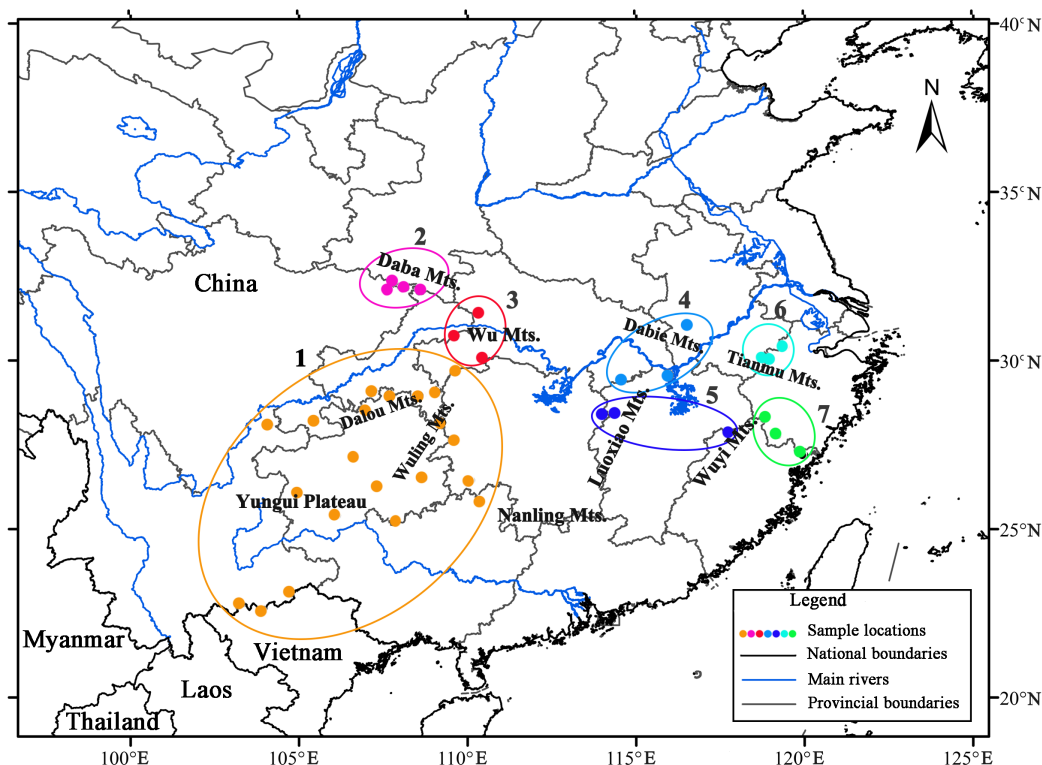 40°N
N
35°N
2
Daba Mts.
China
3
4
Wu Mts.
Dabie Mts.
6
1
30°N
Tianmu Mts.
5
7
Dalou Mts.
Wuling Mts.
Luoxiao Mts.
Wuyi Mts.
Yungui Plateau
Nanling Mts.
25°N
Legend
Sample locations
National boundaries
Main rivers
Provincial boundaries
Myanmar
Vietnam
Laos
Thailand
20°N
100°E
105°E
110°E
115°E
120°E
125°E